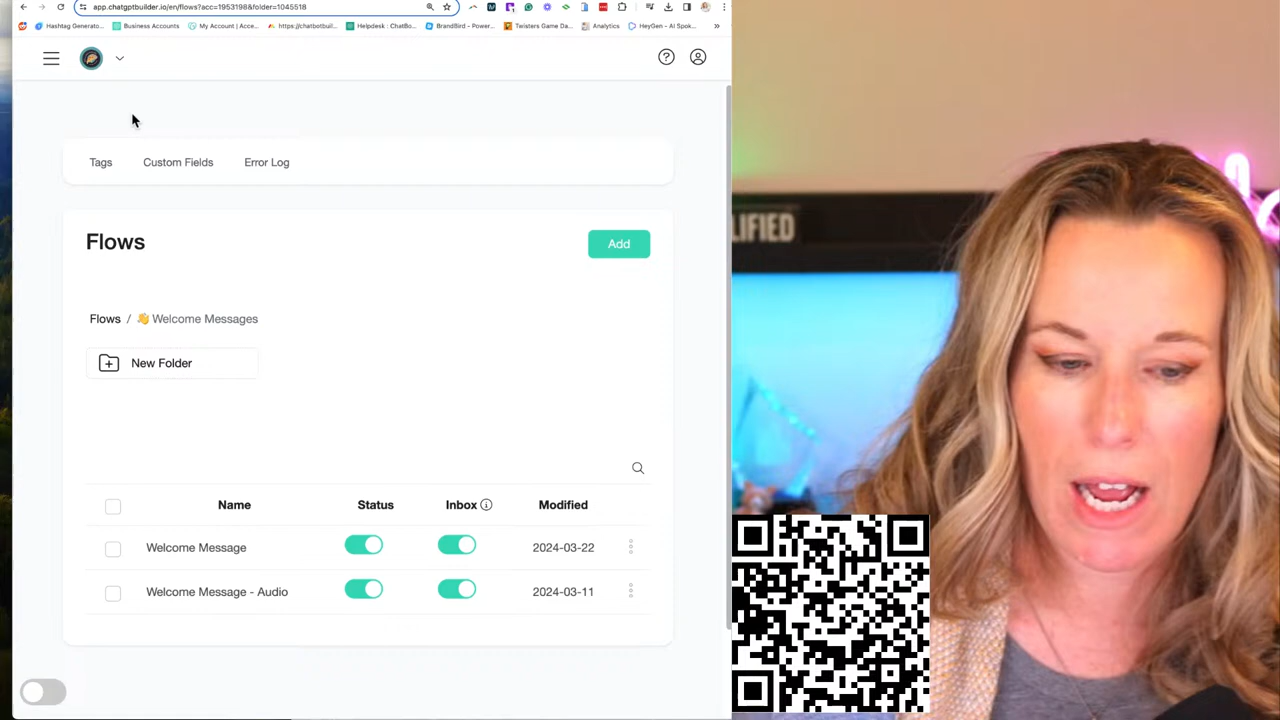 app.chatgptbuilder.io/en/flows?acc=1953198&folder=1045518
Hashtag Generato...
Business Accounts
My Account | Acce...
https://chatbotbuil...
Helpdesk : ChatBo...
BrandBird - Power...
Twisters Game Da...
Analytics
HeyGen - AI Spok...
»
Tags
Custom Fields
Error Log
Flows
Add
Flows / 👋 Welcome Messages
New Folder
Name Status Inbox Modified
Welcome Message 2024-03-22
Welcome Message - Audio 2024-03-11
LIFIED